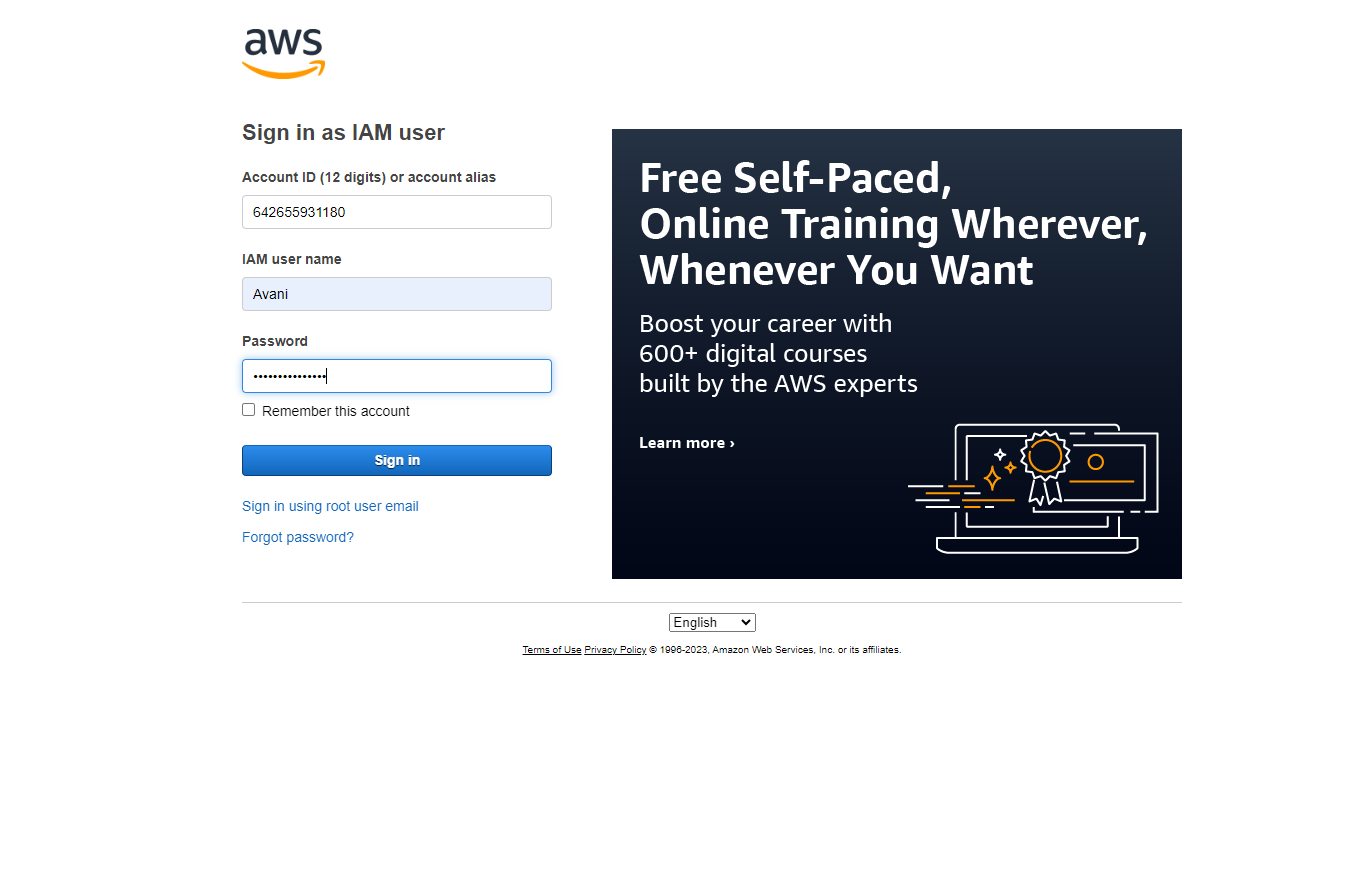 aws
Sign in as IAM user
Account ID (12 digits) or account alias
642655931180
IAM user name
Avani
Password
•••••••••••••••
Remember this account
Sign in
Sign in using root user email
Forgot password?
Free Self-Paced,
Online Training Wherever,
Whenever You Want
Boost your career with
600+ digital courses
built by the AWS experts
Learn more ›
English
Terms of Use Privacy Policy © 1996-2023, Amazon Web Services, Inc. or its affiliates.